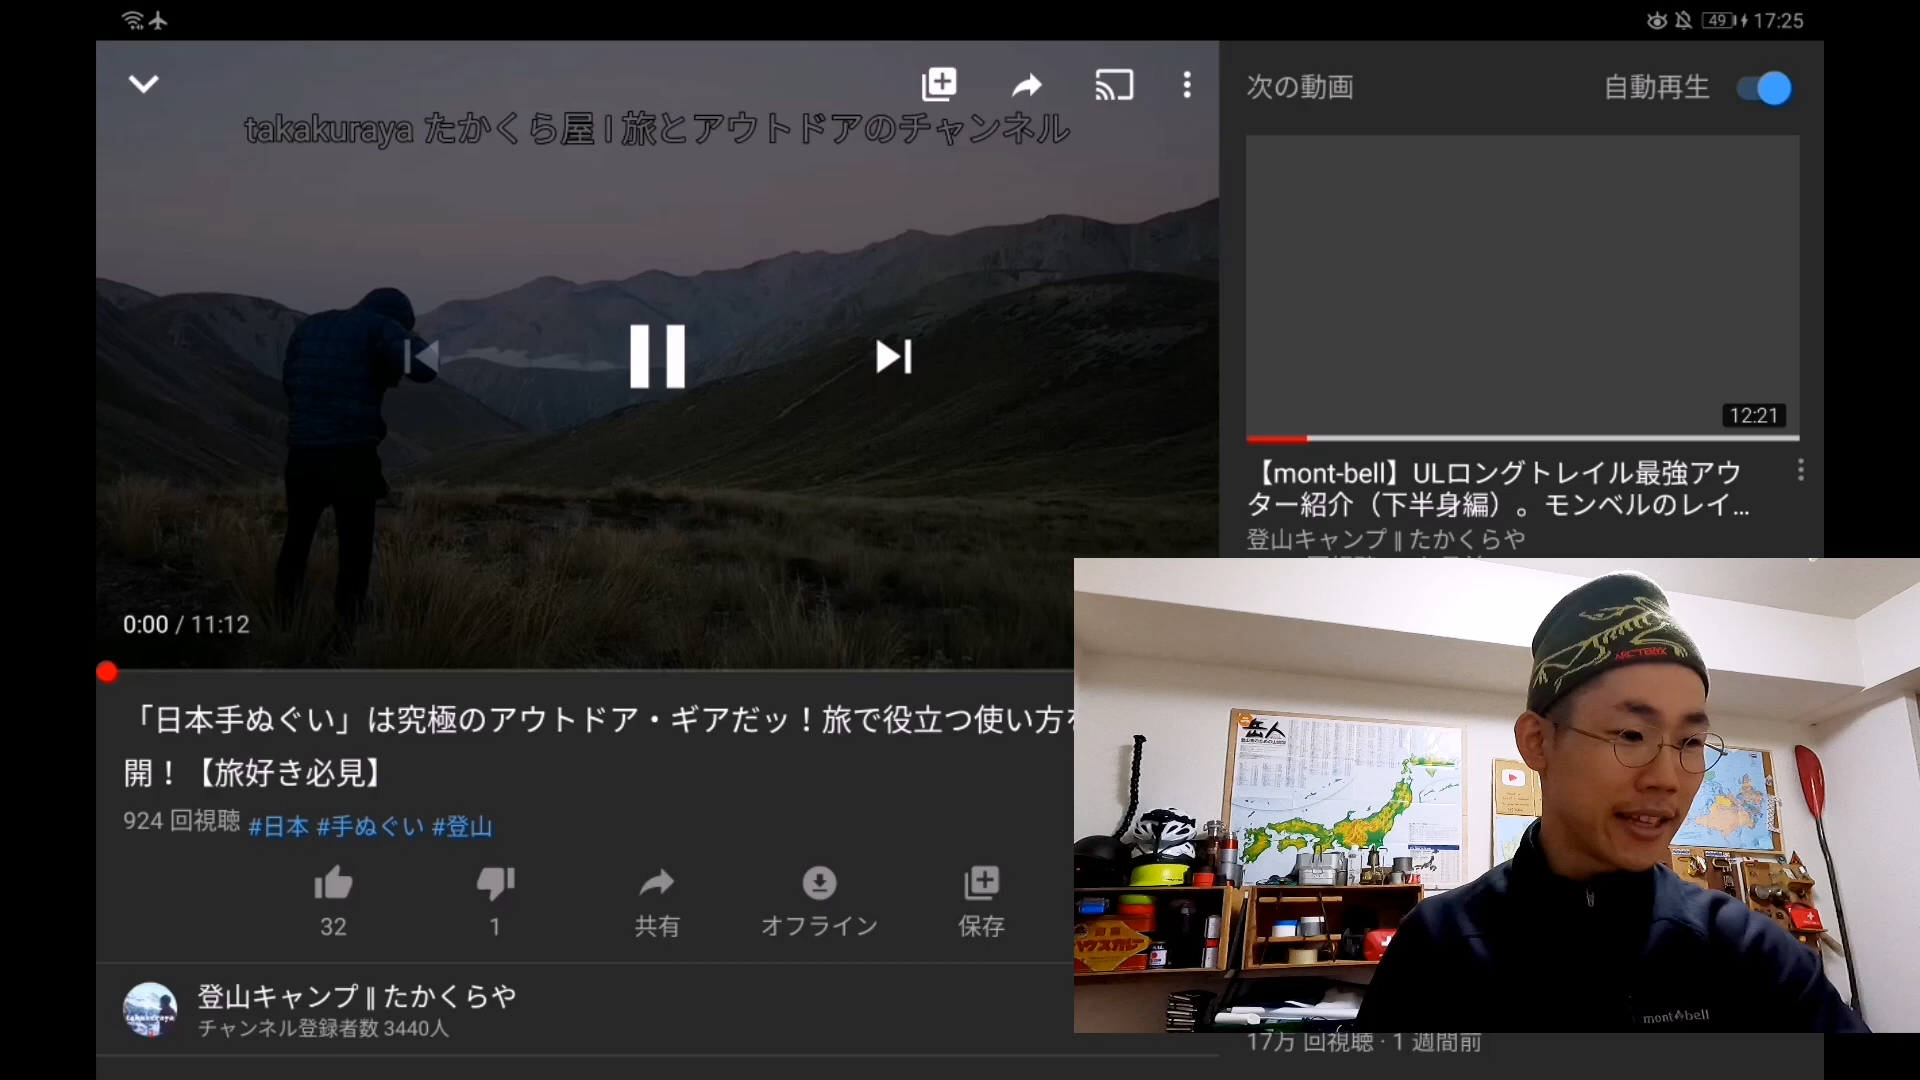 49 17:25
takakuraya たかくら屋 | 旅とアウトドアのチャンネル
次の動画
自動再生
12:21
【mont-bell】ULロングトレイル最強アウ
ター紹介（下半身編）。モンベルのレイ...
登山キャンプ || たかくらや
0:00 / 11:12
「日本手ぬぐい」は究極のアウトドア・ギアだッ！旅で役立つ使い方
開！【旅好き必見】
924 回視聴 #日本 #手ぬぐい #登山
32
1
共有
オフライン
保存
登山キャンプ || たかくらや
チャンネル登録者数 3440人
ARC'TERYX
岳人
ハウスカレー
mont-bell
17万 回視聴 · 1 週間前